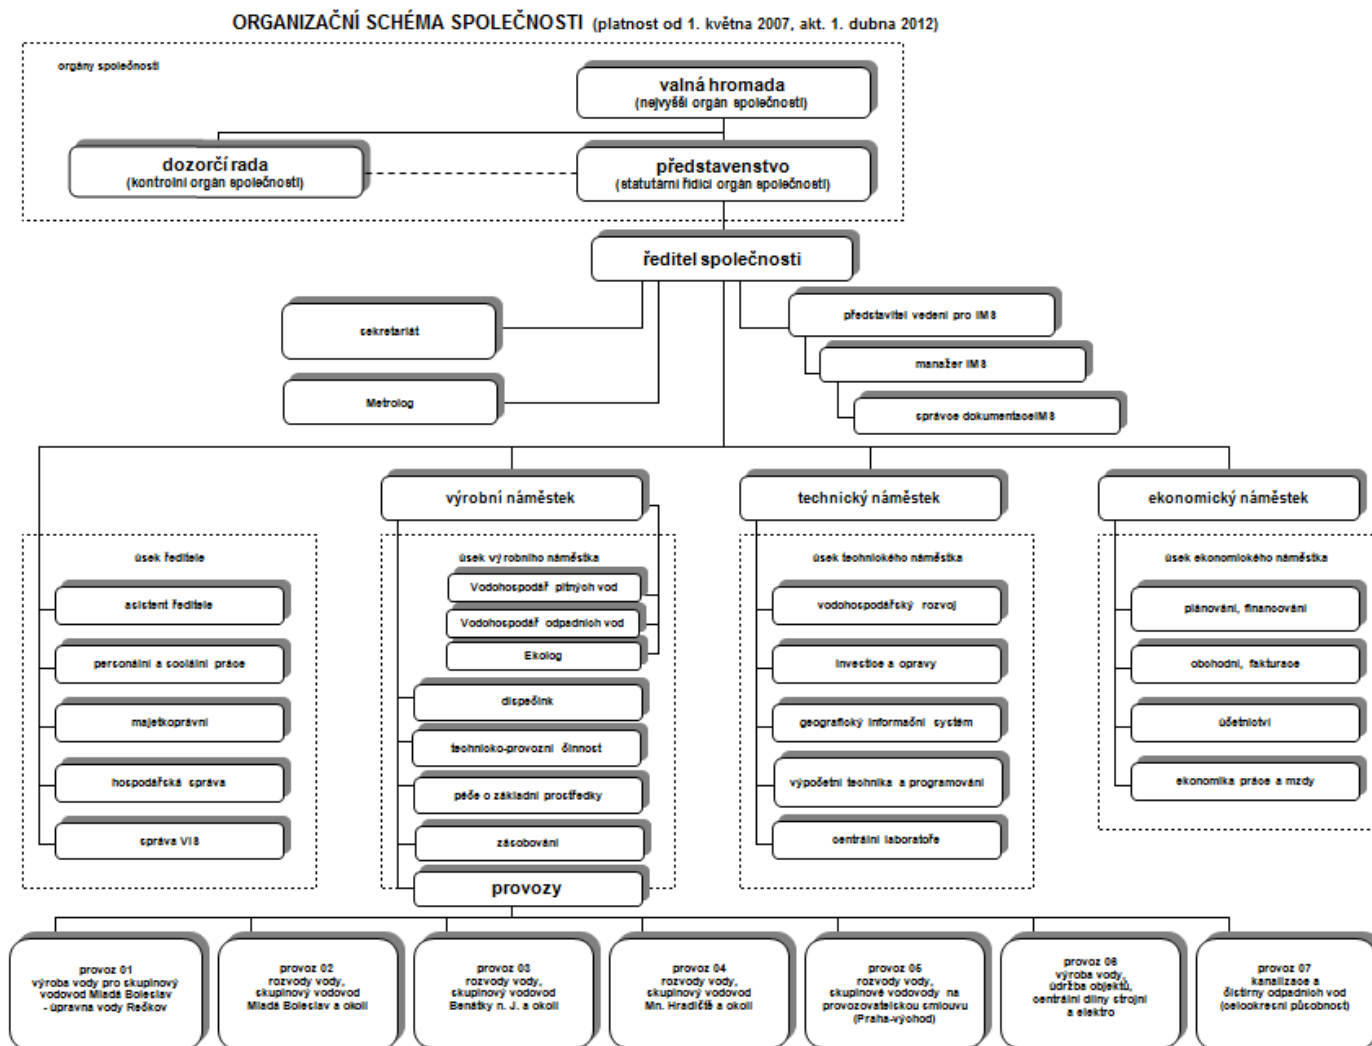 ORGANIZAČNÍ SCHÉMA SPOLEČNOSTI (platnost od 1. května 2007, akt. 1. dubna 2012)
orgány společnosti
valná hromada
(nejvyšší orgán společnosti)
dozorčí rada
(kontrolní orgán společnosti)
představenstvo
(statutární řídící orgán společnosti)
ředitel společnosti
sekretariát
představitel vedení pro IMS
manažer IMS
Metrolog
správce dokumentaceIMS
výrobní náměstek
technický náměstek
ekonomický náměstek
úsek ředitele
asistent ředitele
personální a sociální práce
majetkoprávní
hospodářská správa
správa VIS
úsek výrobního náměstka
Vodohospodář pitných vod
Vodohospodář odpadních vod
Ekolog
dispečink
technicko-provozní činnost
péče o základní prostředky
zásobování
provozy
úsek technického náměstka
vodohospodářský rozvoj
investice a opravy
geografický informační systém
výpočetní technika a programování
centrální laboratoře
úsek ekonomického náměstka
plánování, financování
obchodní, fakturace
účetnictví
ekonomika práce a mzdy
provoz 01
výroba vody pro skupinový
vodovod Mladá Boleslav
- úpravna vody Rečkov
provoz 02
rozvody vody,
skupinový vodovod
Mladá Boleslav a okolí
provoz 03
rozvody vody,
skupinový vodovod
Benátky n. J. a okolí
provoz 04
rozvody vody,
skupinový vodovod
Mn. Hradiště a okolí
provoz 05
rozvody vody,
skupinové vodovody na
provozovatelskou smlouvu
(Praha-východ)
provoz 06
výroba vody,
údržba objektů,
centrální dílny strojní
a elektro
provoz 07
kanalizace a
čistírny odpadních vod
(celookresní působnost)